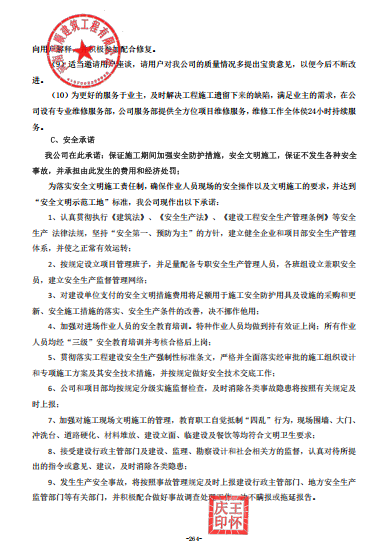 向用户解释,并积极参加配合修复。
(9)适当邀请用户座谈,请用户对我公司的质量情况多提出宝贵意见,以便今后不断改
进。
(10)为更好的服务于业主,及时解决工程施工遗留下来的缺陷,满足业主的需求,在公
司设有专业维修服务部,公司服务部提供全方位项目维修服务,维修工作全体侯24小时持续服
务。
C、安全承诺
我公司在此承诺:保证施工期间加强安全防护措施,安全文明施工,保证不发生各种安全
事故,并承担由此发生的费用和经济处罚;
为落实安全文明施工责任制,确保作业人员现场的安全操作以及文明施工的要求,并达到
“安全文明示范工地”标准,我公司现作出以下承诺:
1、认真贯彻执行《建筑法》、《安全生产法》、《建设工程安全生产管理条例》等安全
生产 法律法规,坚持“安全第一、预防为主”的方针,建立健全企业和项目部安全生产管理
体系,并使之正常有效运转;
2、按规定设立项目管理班子,并足量配备专职安全生产管理人员,各班组设立兼职安全
员,建立安全生产监督管理网络;
3、对建设单位支付的安全文明措施费用将足额用于施工安全防护用具及设施的采购和更
新、安全施工措施的落实、安全生产条件的改善,决不挪作他用;
4、加强对进场作业人员的安全教育培训。特种作业人员均做到持有效证上岗;所有作业
人员均经“三级”安全教育培训并考核合格后上岗;
5、贯彻落实工程建设安全生产强制性标准条文,严格并全面落实经审批的施工组织设计
和专项施工方案及其安全技术措施,并按规定做好安全技术交底工作;
6、公司和项目部均按规定分级实施监督检查,及时消除各类事故隐患将按照有关规定及
时上报;
7、加强对施工现场文明施工的管理,教育职工自觉抵制“四乱”行为,现场围墙、大门、
冲洗台、道路硬化、材料堆放、建设立面、临建设及餐饮等均符合文明卫生要求;
8、接受建设行政主管部门及建设、监理、勘察设计和社会相关方的监督,认真对待所提
出的指令或意见、建议,及时消除各类隐患;
9、发生生产安全事故,将按照事故管理规定及时上报建设行政主管部门、地方安全生产
监管部门等有关部门,并积极配合做好事故调查处理工作,决不瞒报或拖延报告。
王怀庆印
-264-